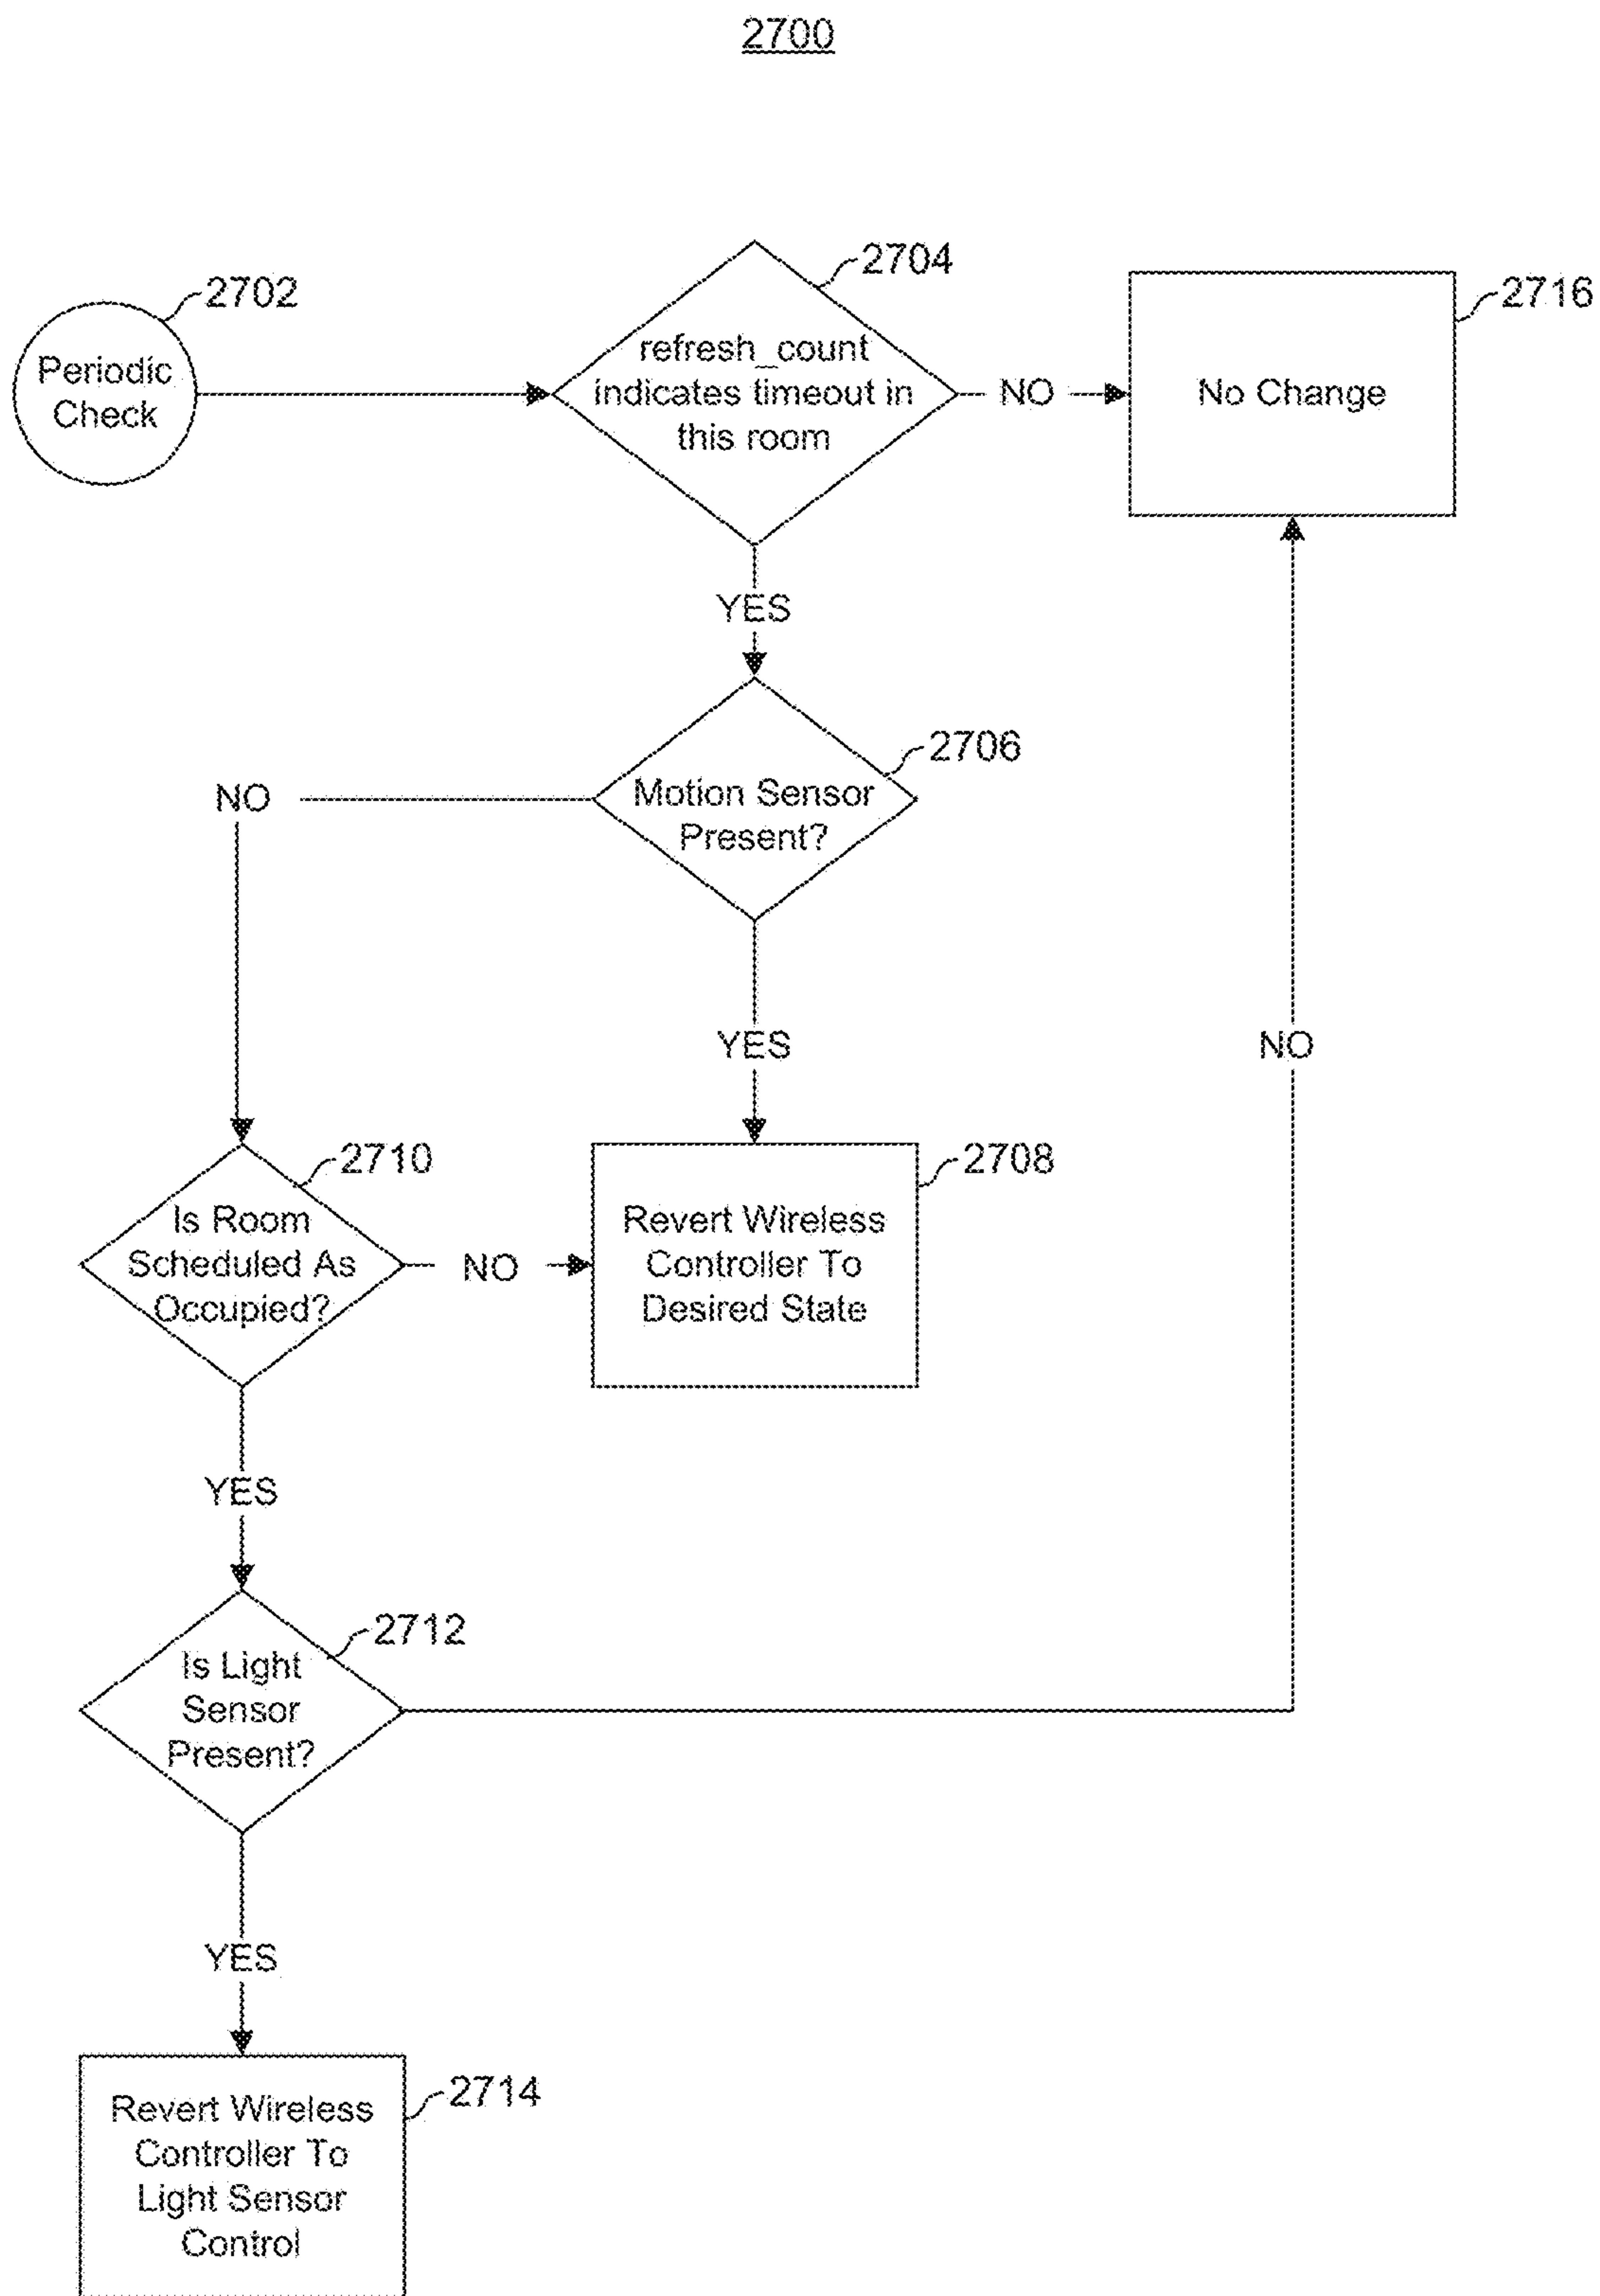 2700
2702
Periodic
Check
2704
refresh_count
indicates timeout in
this room
NO
2716
No Change
YES
2706
Motion Sensor
Present?
NO
YES
NO
2710
Is Room
Scheduled As
Occupied?
NO
2708
Revert Wireless
Controller To
Desired State
YES
2712
Is Light
Sensor
Present?
YES
2714
Revert Wireless
Controller To
Light Sensor
Control